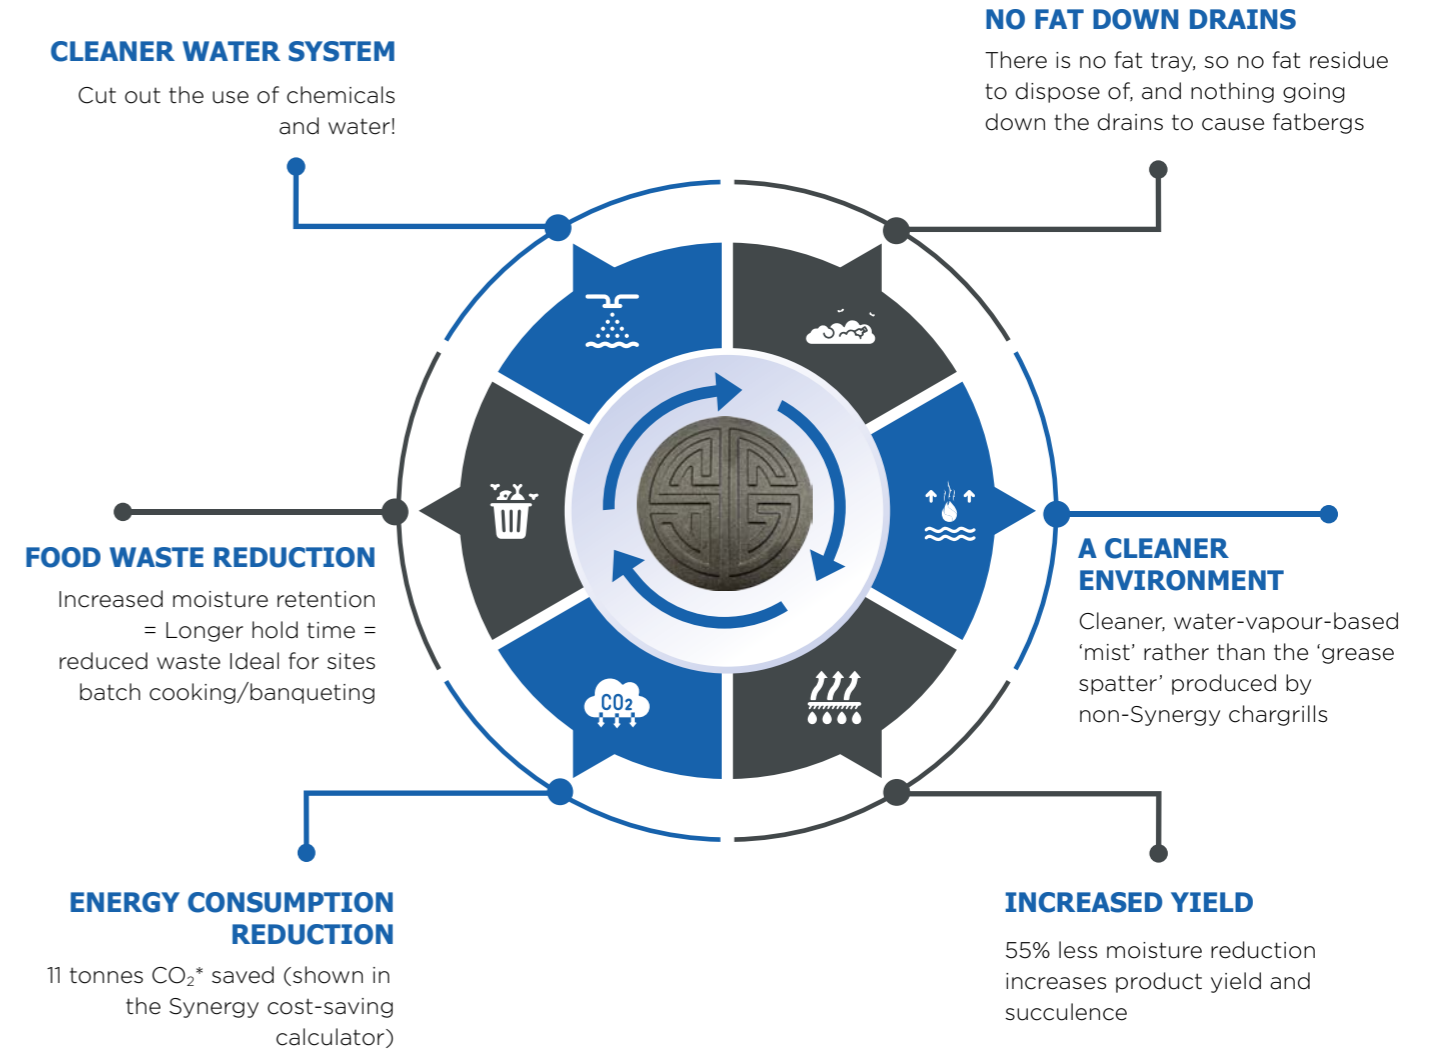 CLEANER WATER SYSTEM
Cut out the use of chemicals
and water!
NO FAT DOWN DRAINS
There is no fat tray, so no fat residue
to dispose of, and nothing going
down the drains to cause fatbergs
FOOD WASTE REDUCTION
Increased moisture retention
= Longer hold time =
reduced waste Ideal for sites
batch cooking/banqueting
A CLEANER
ENVIRONMENT
Cleaner, water-vapour-based
‘mist’ rather than the ‘grease
spatter’ produced by
non-Synergy chargrills
CO₂
ENERGY CONSUMPTION
REDUCTION
11 tonnes CO₂* saved (shown in
the Synergy cost-saving
calculator)
INCREASED YIELD
55% less moisture reduction
increases product yield and
succulence